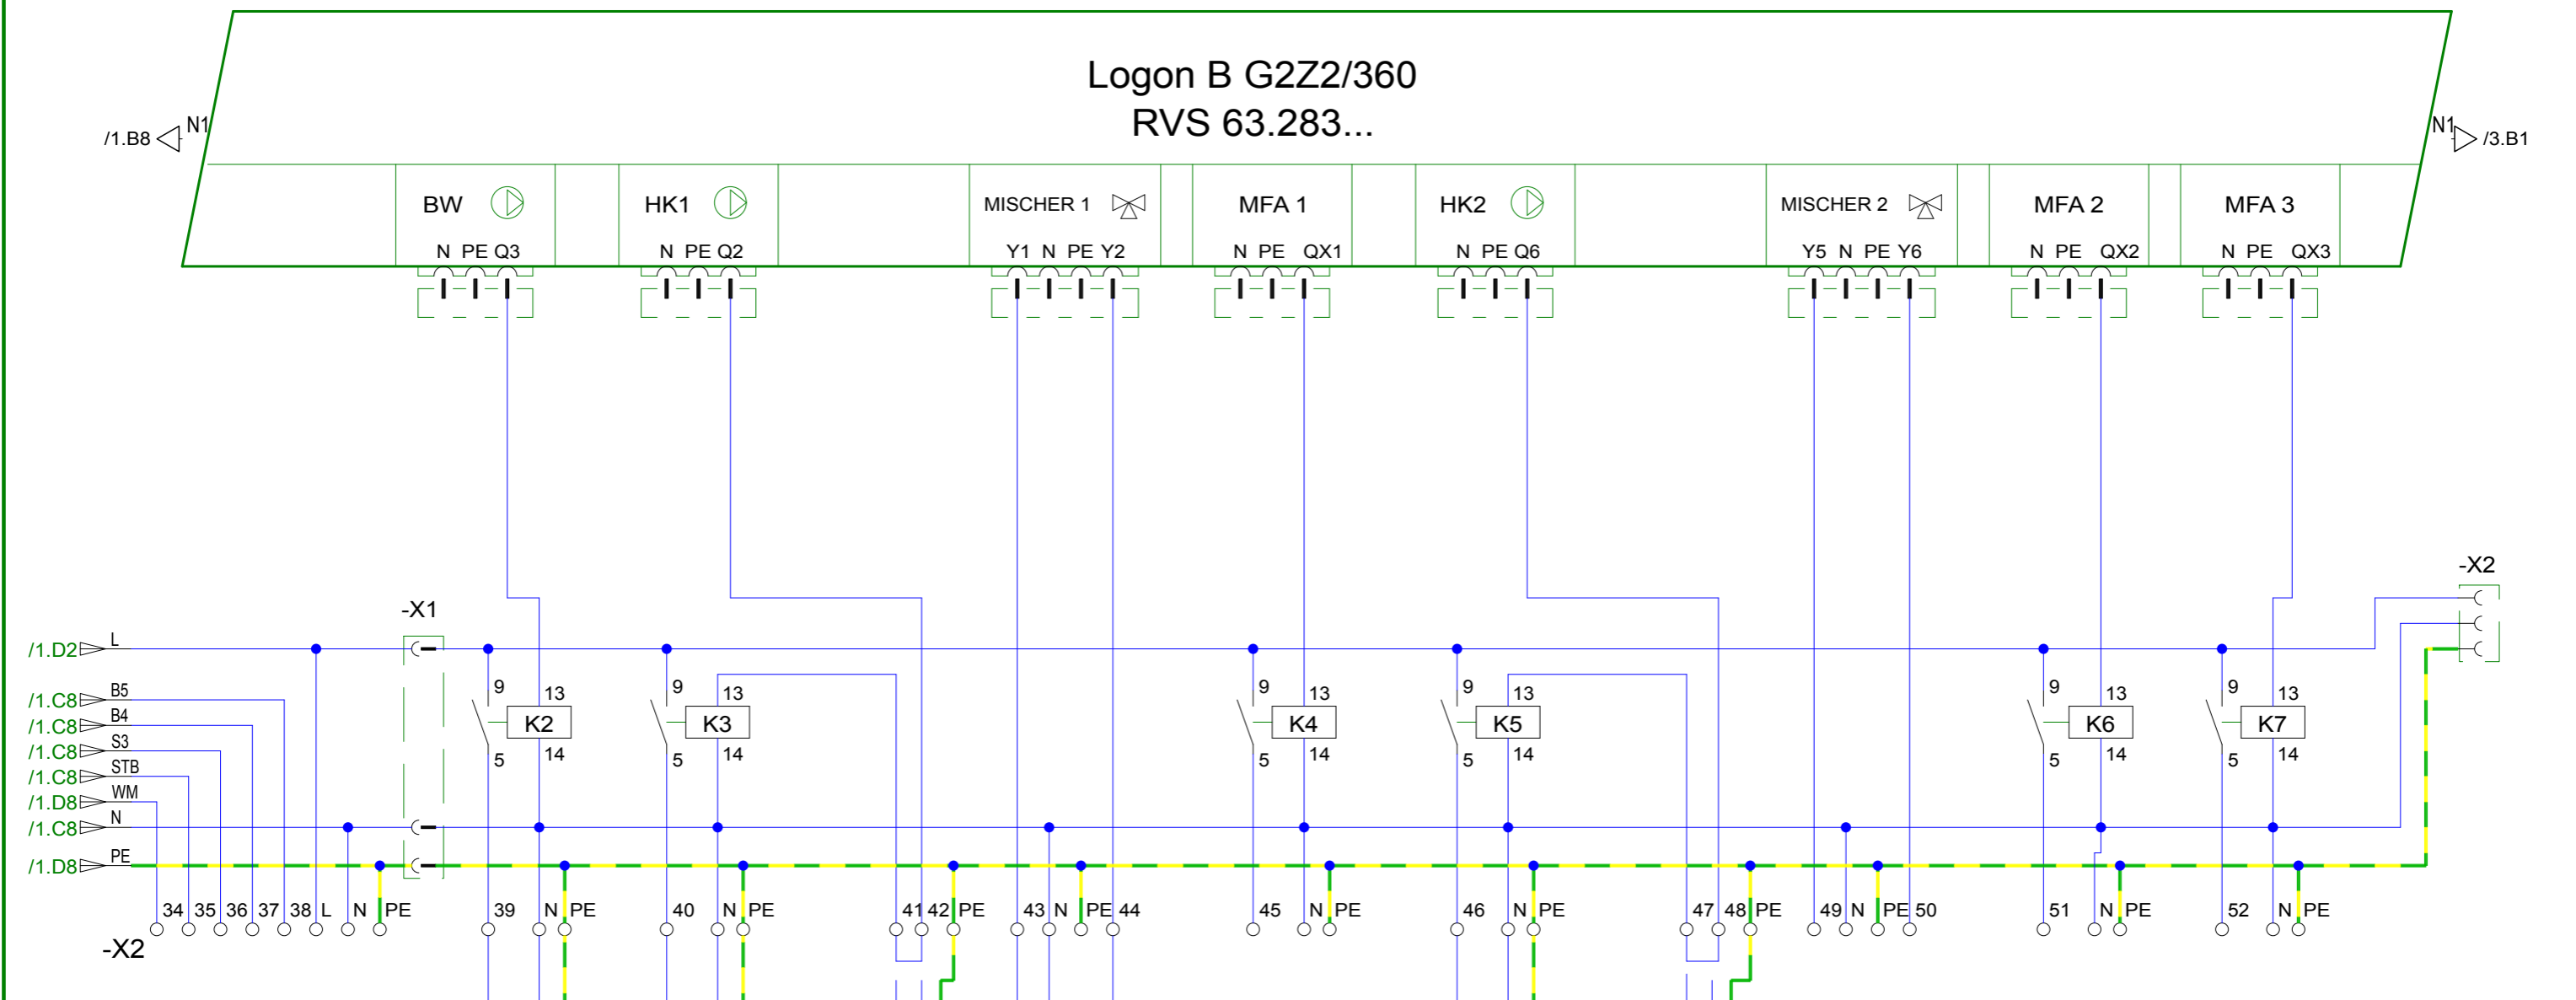 Logon B G2Z2/360
RVS 63.283...
/1.B8 N1
N1 /3.B1
BW HK1 MISCHER 1 MFA 1 HK2 MISCHER 2 MFA 2 MFA 3
N PE Q3 N PE Q2 Y1 N PE Y2 N PE QX1 N PE Q6 Y5 N PE Y6 N PE QX2 N PE QX3
-X2
-X1
/1.D2 L
/1.C8 B5
/1.C8 B4
/1.C8 S3
/1.C8 STB
/1.D8 WM
/1.C8 N
/1.D8 PE
9 13 9 13 9 13 9 13 9 13 9 13
K2 K3 K4 K5 K6 K7
5 14 5 14 5 14 5 14 5 14 5 14
34 35 36 37 38 L N PE 39 N PE 40 N PE 41 42 PE 43 N PE 44 45 N PE 46 N PE 47 48 PE 49 N PE 50 51 N PE 52 N PE
-X2